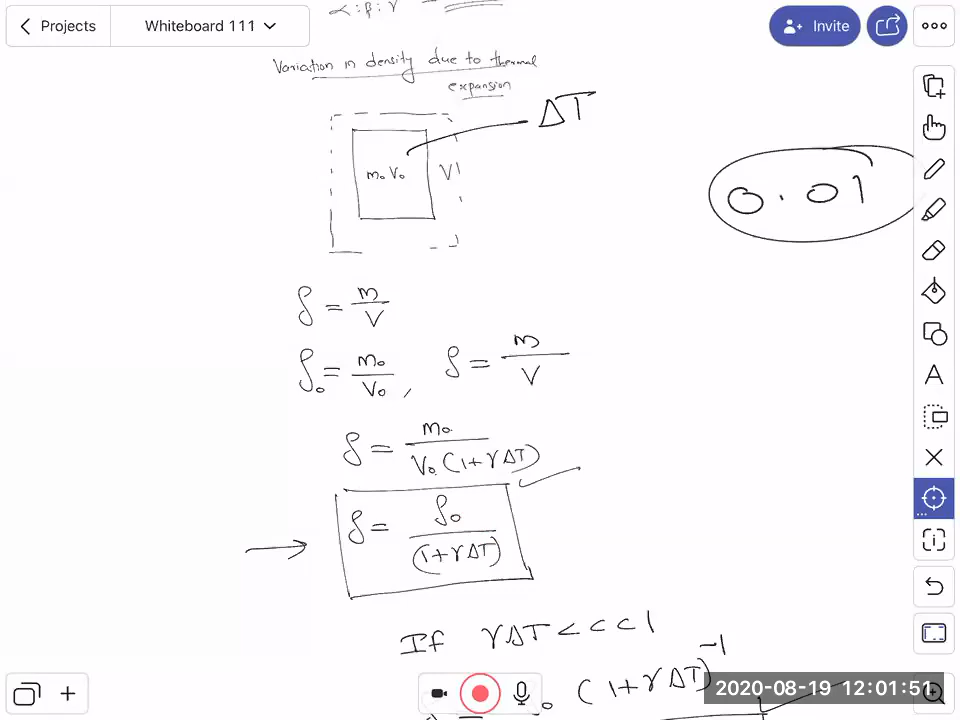 Projects
Whiteboard 111
Invite
α : β : γ
Variation in density due to thermal
expansion
ΔT
m₀ V₀
V
0.01
ρ = m/V
ρ₀ = m₀/V₀ , ρ = m/V
ρ = m₀/V₀(1+γΔT)
ρ = ρ₀/(1+γΔT)
If γΔT <<<1
(1+γΔT)⁻¹
2020-08-19 12:01:51